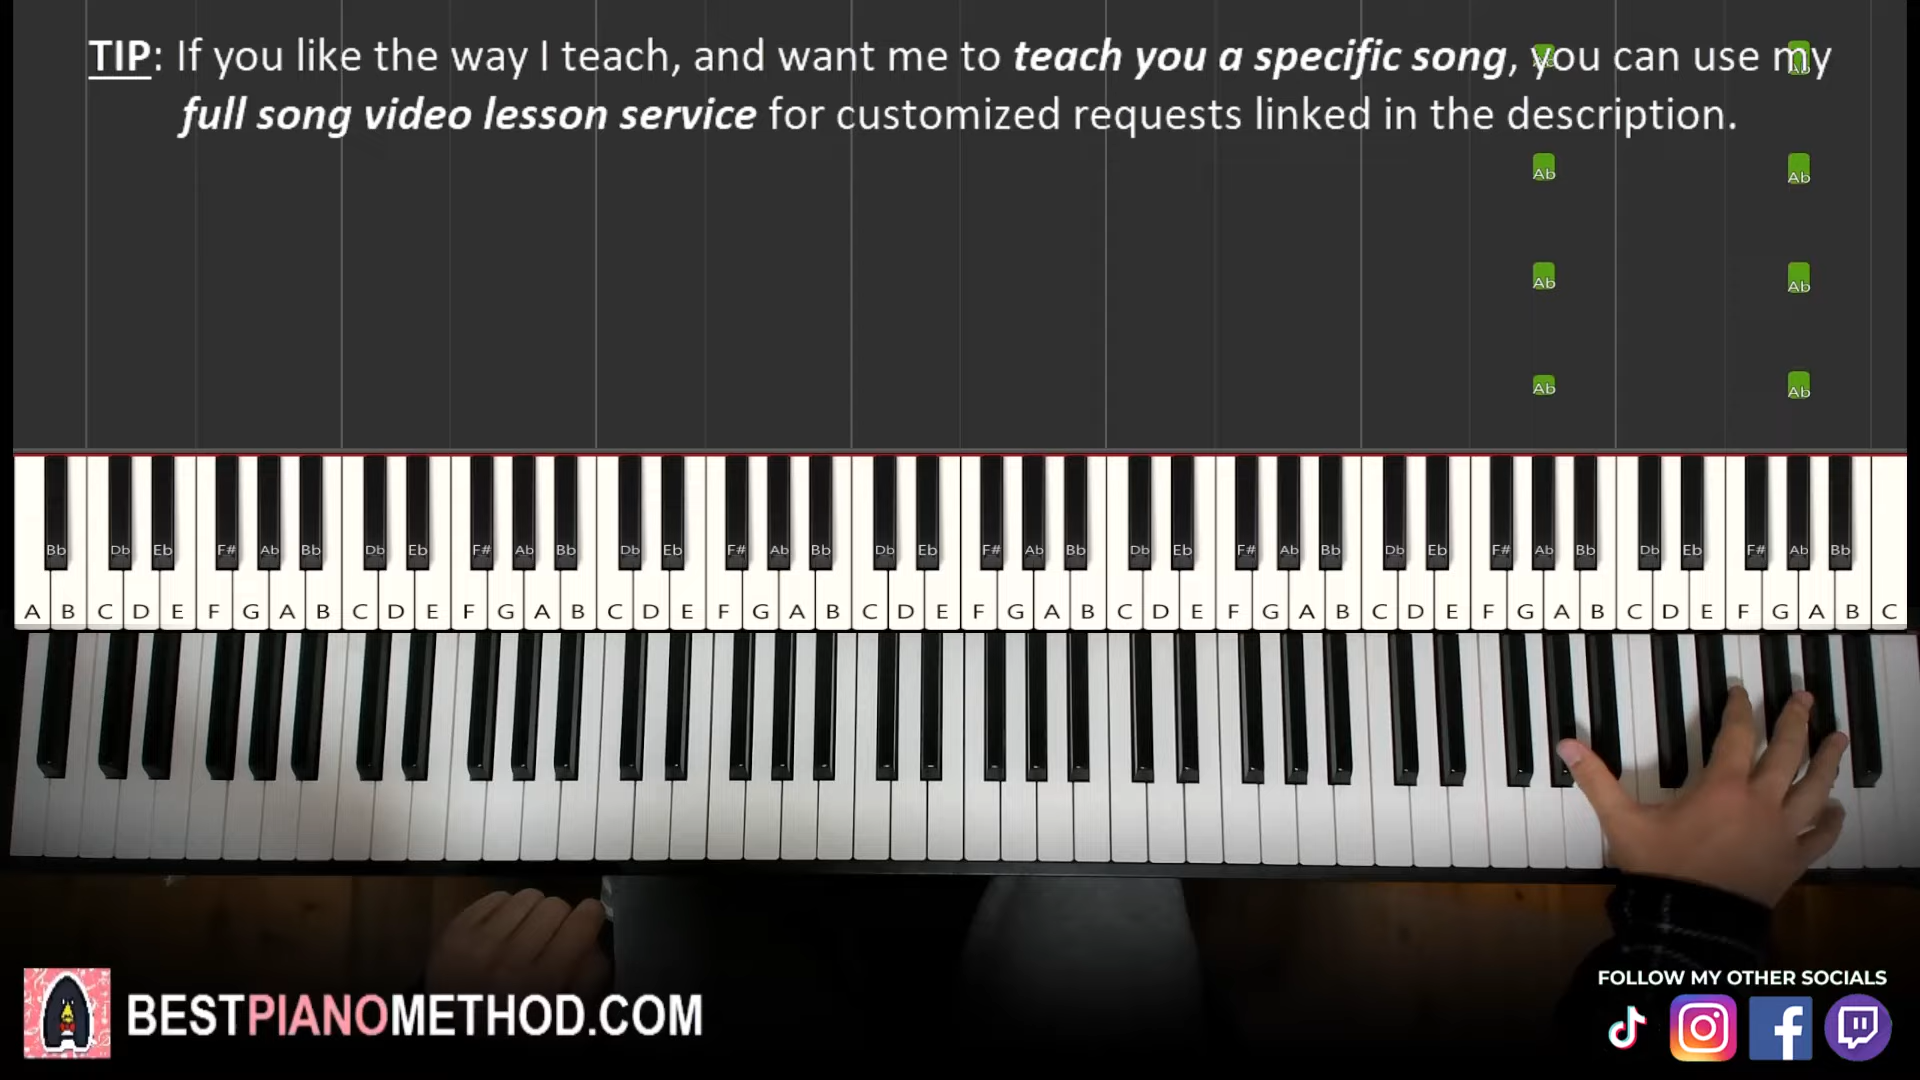 TIP: If you like the way I teach, and want me to teach you a specific song, you can use my
full song video lesson service for customized requests linked in the description.
Ab Ab
Ab Ab
Ab Ab
Ab Ab
Bb Db Eb F# Ab Bb Db Eb F# Ab Bb Db Eb F# Ab Bb Db Eb F# Ab Bb Db Eb F# Ab Bb Db Eb F# Ab Bb Db Eb F# Ab Bb
A B C D E F G A B C D E F G A B C D E F G A B C D E F G A B C D E F G A B C D E F G A B C D E F G A B C
FOLLOW MY OTHER SOCIALS
BESTPIANOMETHOD.COM